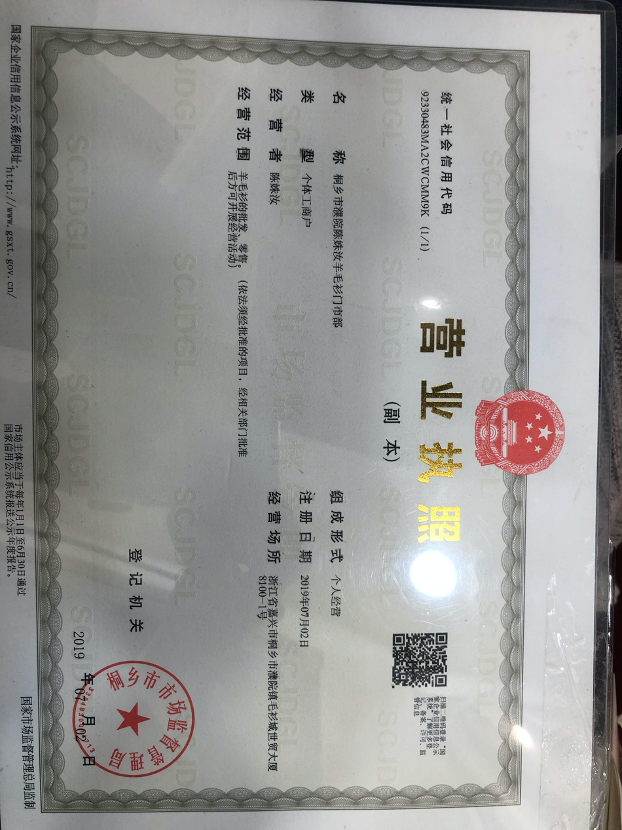 统一社会信用代码
92330483MA2CWCMM9K (1/1)
营业执照
(副本)
扫描二维码登录“国
家企业信用信息公示
系统”了解更多登
记、备案、许可、监
管信息
名称 桐乡市濮院陈姝汝羊毛衫门市部
类型 个体工商户
经营者 陈姝汝
经营范围 羊毛衫的批发、零售。(依法须经批准的项目,经相关部门批准
后方可开展经营活动)
组成形式 个人经营
注册日期 2019年07月02日
经营场所 浙江省嘉兴市桐乡市濮院镇毛衫城世贸大厦
8100-1号
登记机关
桐乡市市场监督管理局
2019 年 07 月 02 日
国家企业信用信息公示系统网址:http://www.gsxt.gov.cn/
市场主体应当于每年1月1日至6月30日通过
国家信用公示系统报送公示年度报告。
国家市场监督管理总局监制